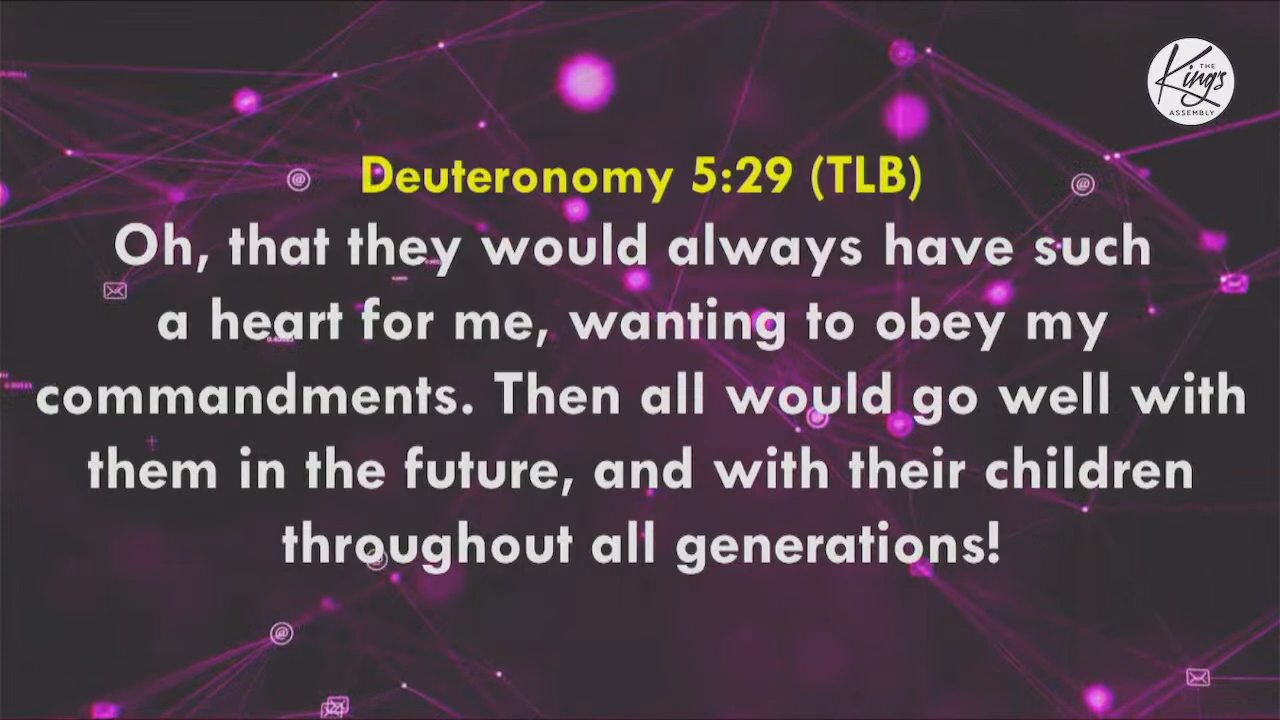 THE
King's
ASSEMBLY
Deuteronomy 5:29 (TLB)
Oh, that they would always have such
a heart for me, wanting to obey my
commandments. Then all would go well with
them in the future, and with their children
throughout all generations!